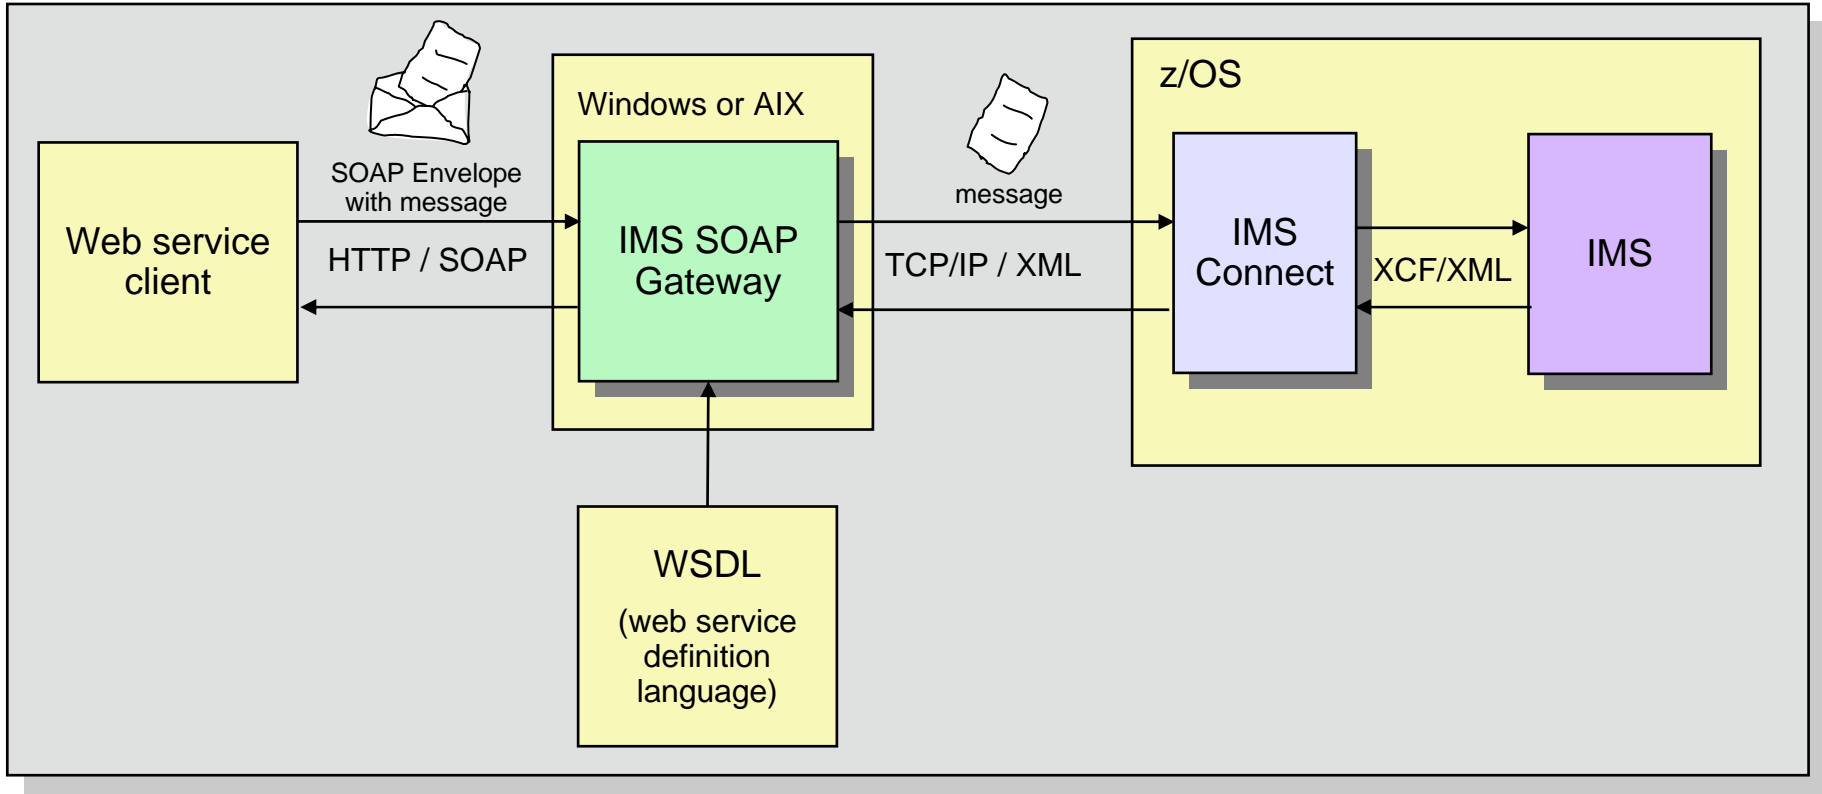 Web service
client
SOAP Envelope
with message
HTTP / SOAP
Windows or AIX
IMS SOAP
Gateway
message
TCP/IP / XML
z/OS
IMS
Connect
XCF/XML
IMS
WSDL
(web service
definition
language)